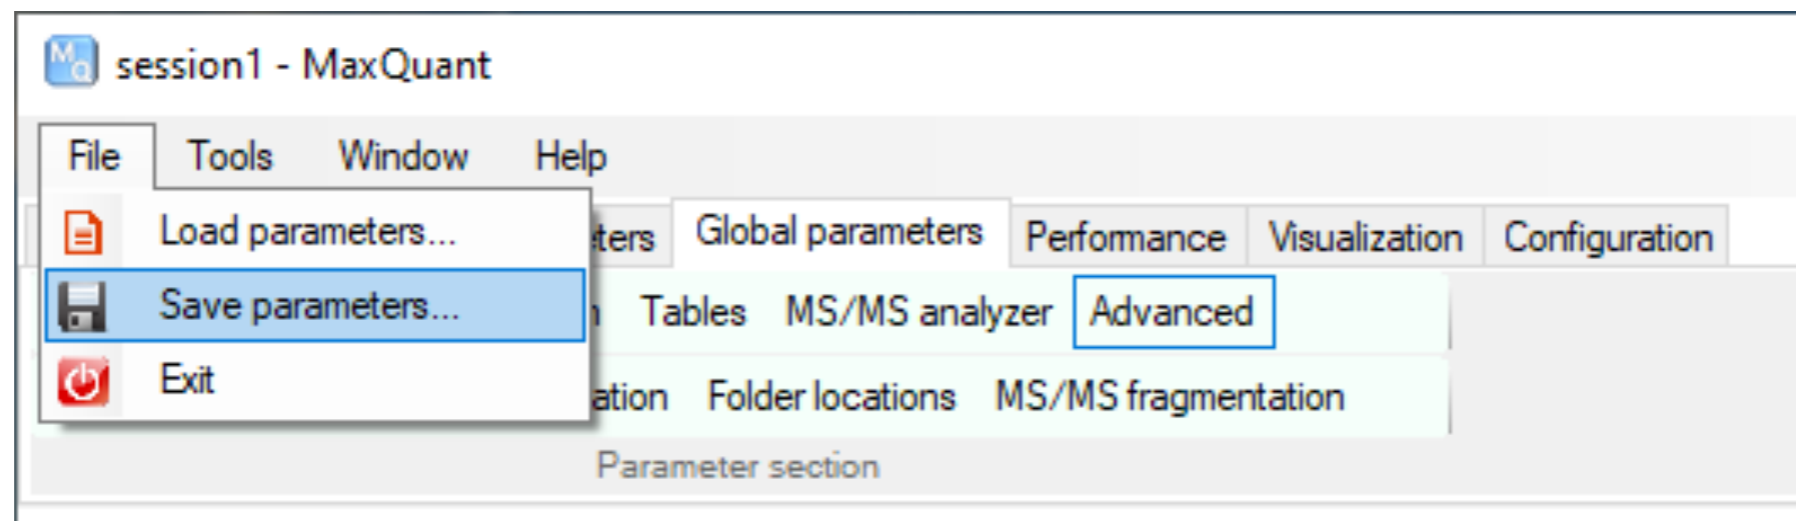 session1 - MaxQuant
File Tools Window Help
Load parameters... Global parameters Performance Visualization Configuration
Save parameters... Tables MS/MS analyzer Advanced
Exit Folder locations MS/MS fragmentation
Parameter section